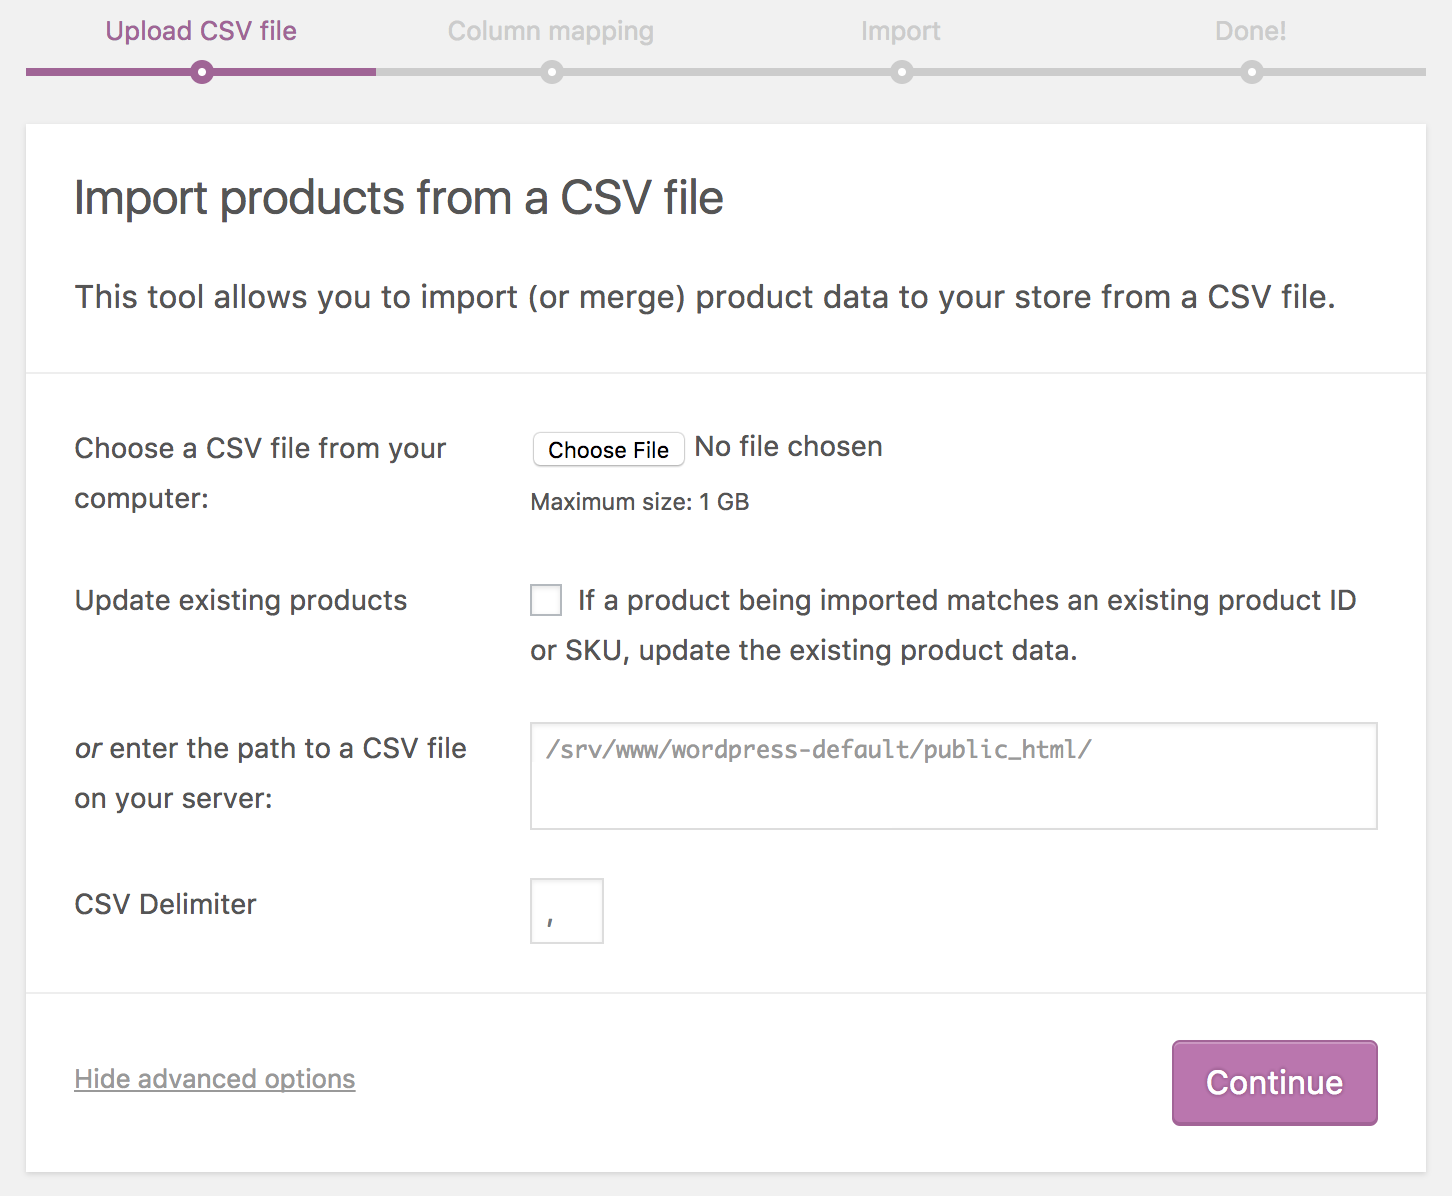 Upload CSV file
Column mapping
Import
Done!
Import products from a CSV file
This tool allows you to import (or merge) product data to your store from a CSV file.
Choose a CSV file from your
computer:
Choose File No file chosen
Maximum size: 1 GB
Update existing products
If a product being imported matches an existing product ID
or SKU, update the existing product data.
or enter the path to a CSV file
on your server:
/srv/www/wordpress-default/public_html/
CSV Delimiter
,
Hide advanced options
Continue